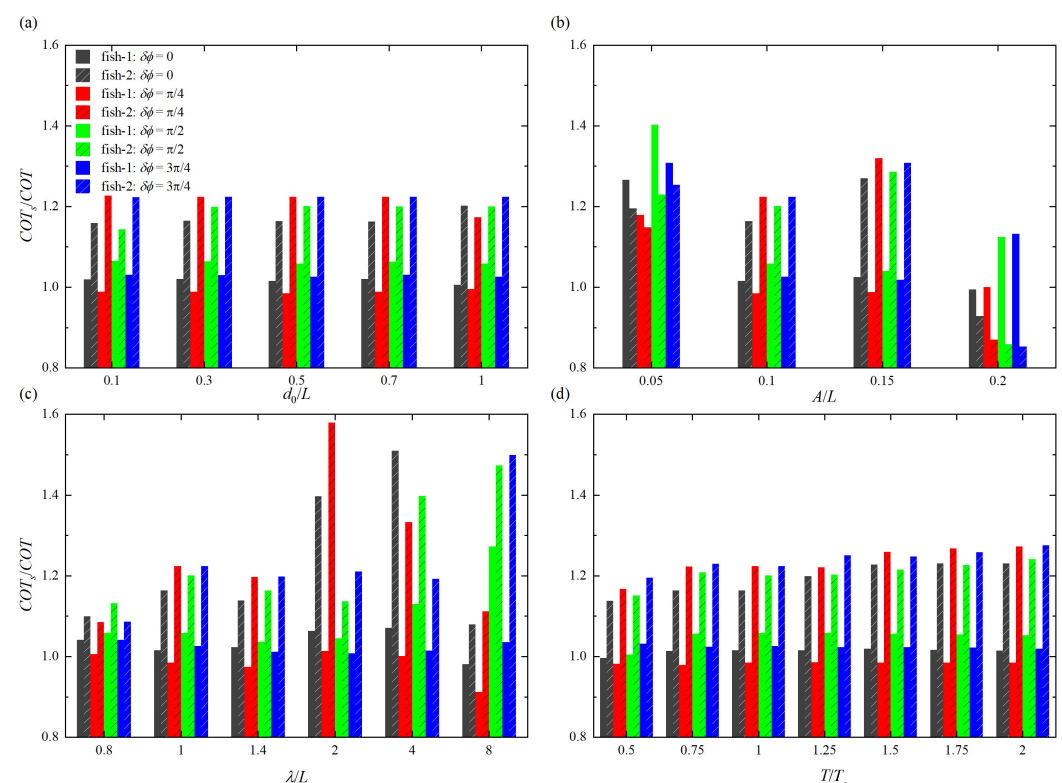 (a)
COTs/COT
1.6
1.4
1.2
1.0
0.8
fish-1: δϕ = 0
fish-2: δϕ = 0
fish-1: δϕ = π/4
fish-2: δϕ = π/4
fish-1: δϕ = π/2
fish-2: δϕ = π/2
fish-1: δϕ = 3π/4
fish-2: δϕ = 3π/4
0.1 0.3 0.5 0.7 1
d₀/L
(b)
1.6
1.4
1.2
1.0
0.8
0.05 0.1 0.15 0.2
A/L
(c)
COTs/COT
1.6
1.4
1.2
1.0
0.8
0.8 1 1.4 2 4 8
λ/L
(d)
1.6
1.4
1.2
1.0
0.8
0.5 0.75 1 1.25 1.5 1.75 2
T/T